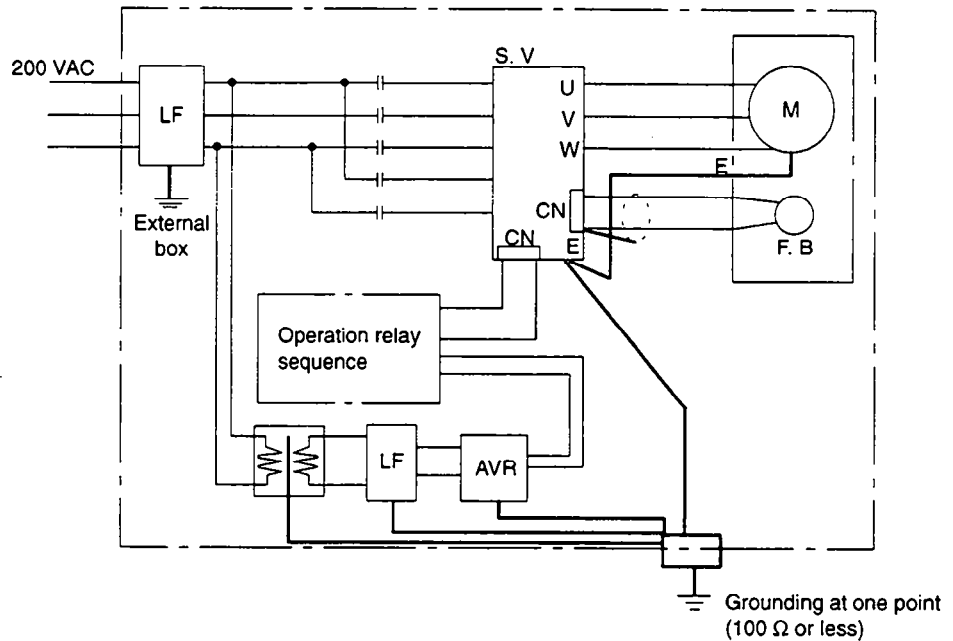 200 VAC
LF
External
box
S. V
U
V
W
M
E
CN
F. B
CN
E
Operation relay
sequence
LF
AVR
Grounding at one point
(100 Ω or less)